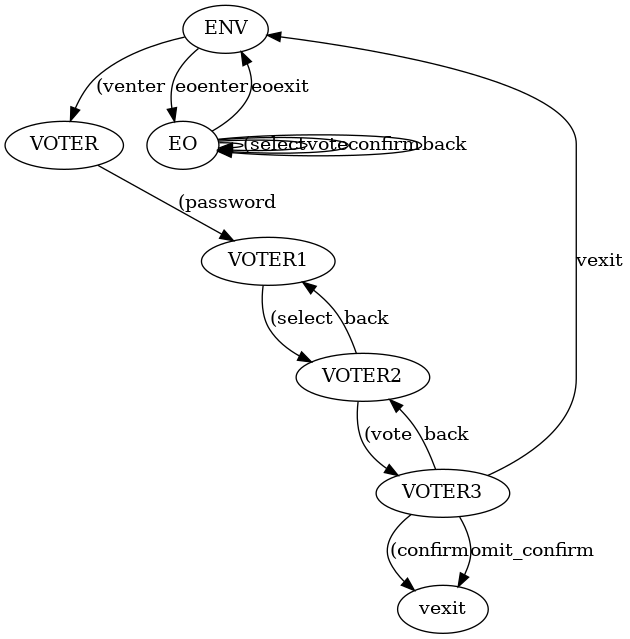 ENV
(venter eoenter eoexit
VOTER EO (select vote confirm back
(password
VOTER1 vexit
(select back
VOTER2
(vote back
VOTER3
(confirm omit_confirm
vexit